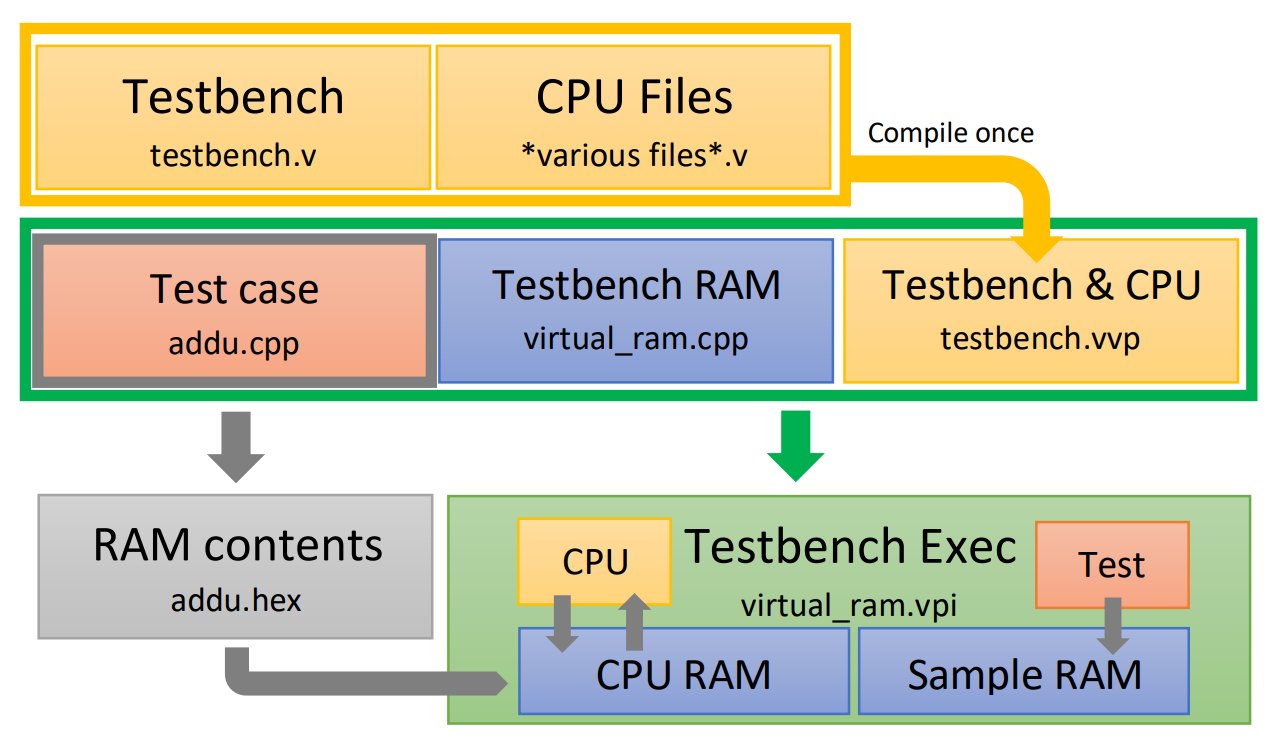 Testbench
testbench.v
CPU Files
*various files*.v
Compile once
Test case
addu.cpp
Testbench RAM
virtual_ram.cpp
Testbench & CPU
testbench.vvp
RAM contents
addu.hex
CPU
Testbench Exec
virtual_ram.vpi
Test
CPU RAM
Sample RAM